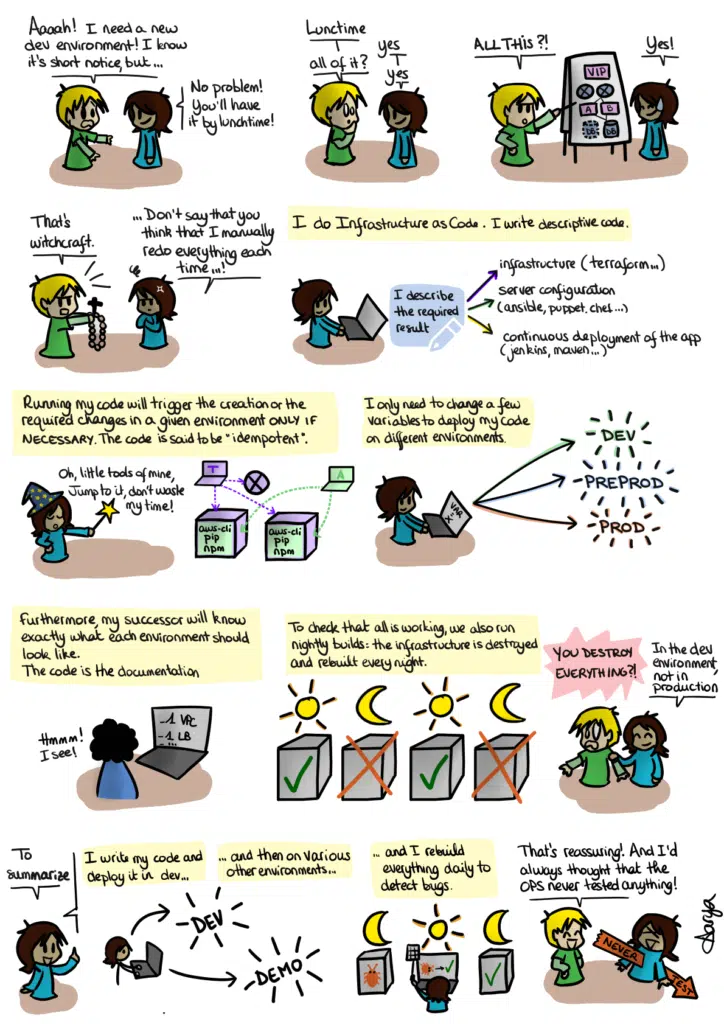 Aaaah! I need a new
dev environment! I know
it's short notice, but...
No problem!
You'll have
it by lunchtime!
Lunctime
all of it?
yes
yes
ALL THIS ?!
VIP
A
B
DB
DB
Yes!
That's
witchcraft.
... Don't say that you
think that I manually
redo everything each
time...!
I do Infrastructure as Code. I write descriptive code.
I describe
the required
result
infrastructure (terraform...)
server configuration
(ansible, puppet, chef...)
continuous deployment of the app
(jenkins, maven...)
Running my code will trigger the creation or the
required changes in a given environment ONLY IF
NECESSARY. The code is said to be "idempotent".
Oh, little tools of mine,
Jump to it, don't waste
my time!
T
A
aws-cli
pip
npm
aws-cli
pip
npm
I only need to change a few
variables to deploy my code
on different environments.
VAR
X
DEV
PREPROD
PROD
Furthermore, my successor will know
exactly what each environment should
look like.
The code is the documentation
Hmmm!
I see!
-1 VPC
-1 LB
- ...
To check that all is working, we also run
nightly builds: the infrastructure is destroyed
and rebuilt every night.
YOU DESTROY
EVERYTHING?!
In the dev
environment,
not in
production
To
summarize
I write my code and
deploy it in dev...
... and then on various
other environments...
DEV
DEMO
... and I rebuild
everything daily to
detect bugs.
That's reassuring! And I'd
always thought that the
OPS never tested anything!
NEVER
TEST
Aarya